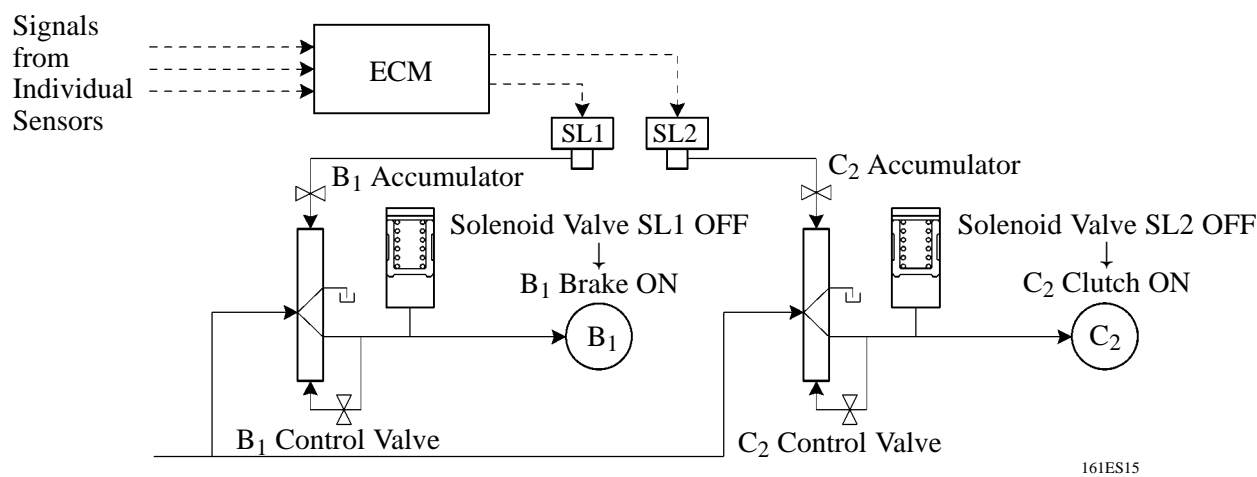 Signals
from
Individual
Sensors
ECM
SL1
SL2
B1 Accumulator
C2 Accumulator
Solenoid Valve SL1 OFF
B1 Brake ON
Solenoid Valve SL2 OFF
C2 Clutch ON
B1
C2
B1 Control Valve
C2 Control Valve
161ES15